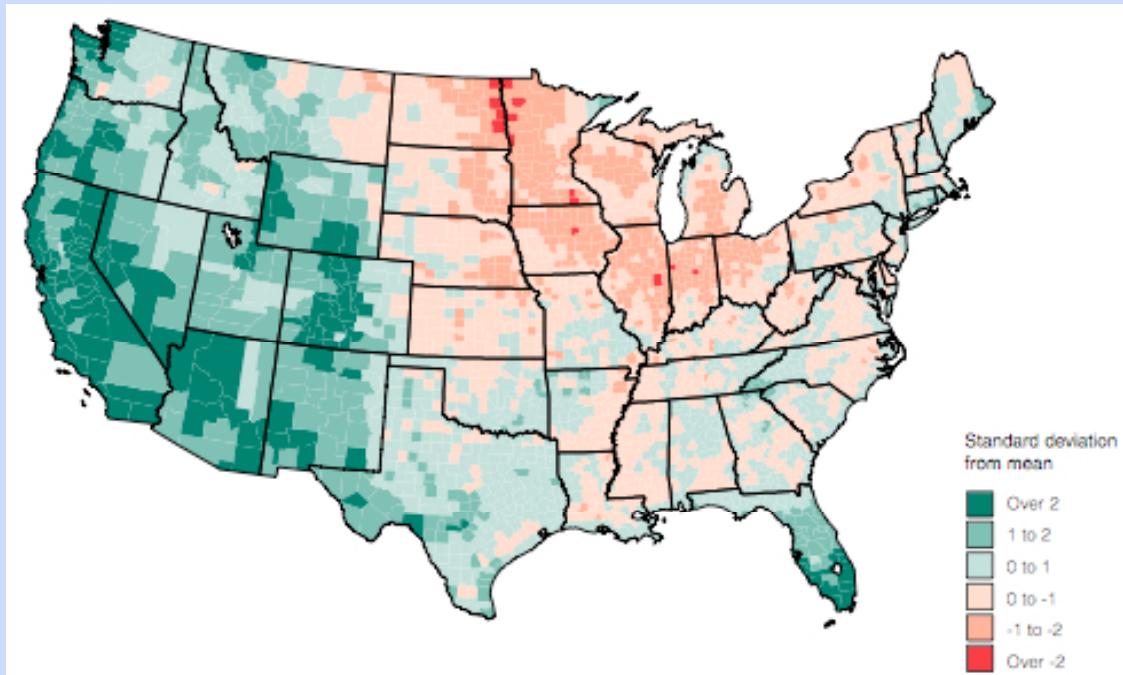 Standard deviation
from mean
Over 2
1 to 2
0 to 1
0 to -1
-1 to -2
Over -2